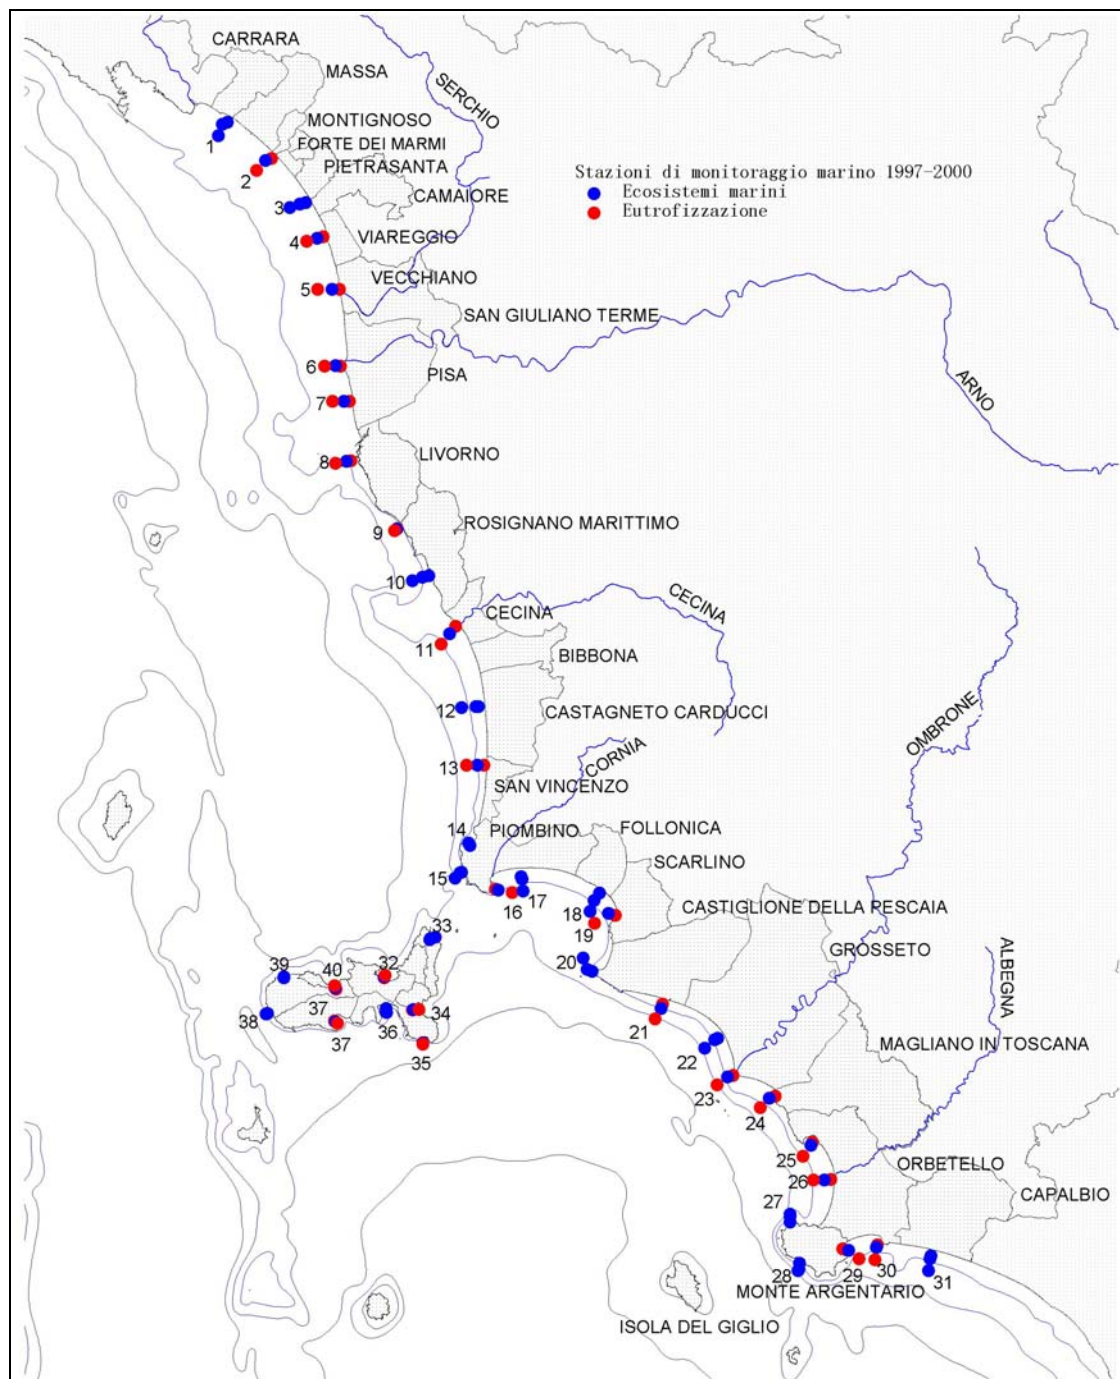 CARRARA
MASSA
SERCHIO
MONTIGNOSO
1
FORTE DEI MARMI
PIETRASANTA
2
Stazioni di monitoraggio marino 1997-2000
Ecosistemi marini
Eutrofizzazione
CAMAIORE
3
VIAREGGIO
4
VECCHIANO
5
SAN GIULIANO TERME
6
PISA
ARNO
7
LIVORNO
8
ROSIGNANO MARITTIMO
9
10
CECINA
CECINA
11
BIBBONA
12
CASTAGNETO CARDUCCI
OMBRONE
CORNIA
13
SAN VINCENZO
14
PIOMBINO
FOLLONICA
SCARLINO
15
16
17
18
CASTIGLIONE DELLA PESCAIA
19
33
GROSSETO
ALBEGNA
20
39
40
32
37
34
38
36
21
37
35
22
MAGLIANO IN TOSCANA
23
24
25
ORBETELLO
26
CAPALBIO
27
28
29
30
31
MONTE ARGENTARIO
ISOLA DEL GIGLIO